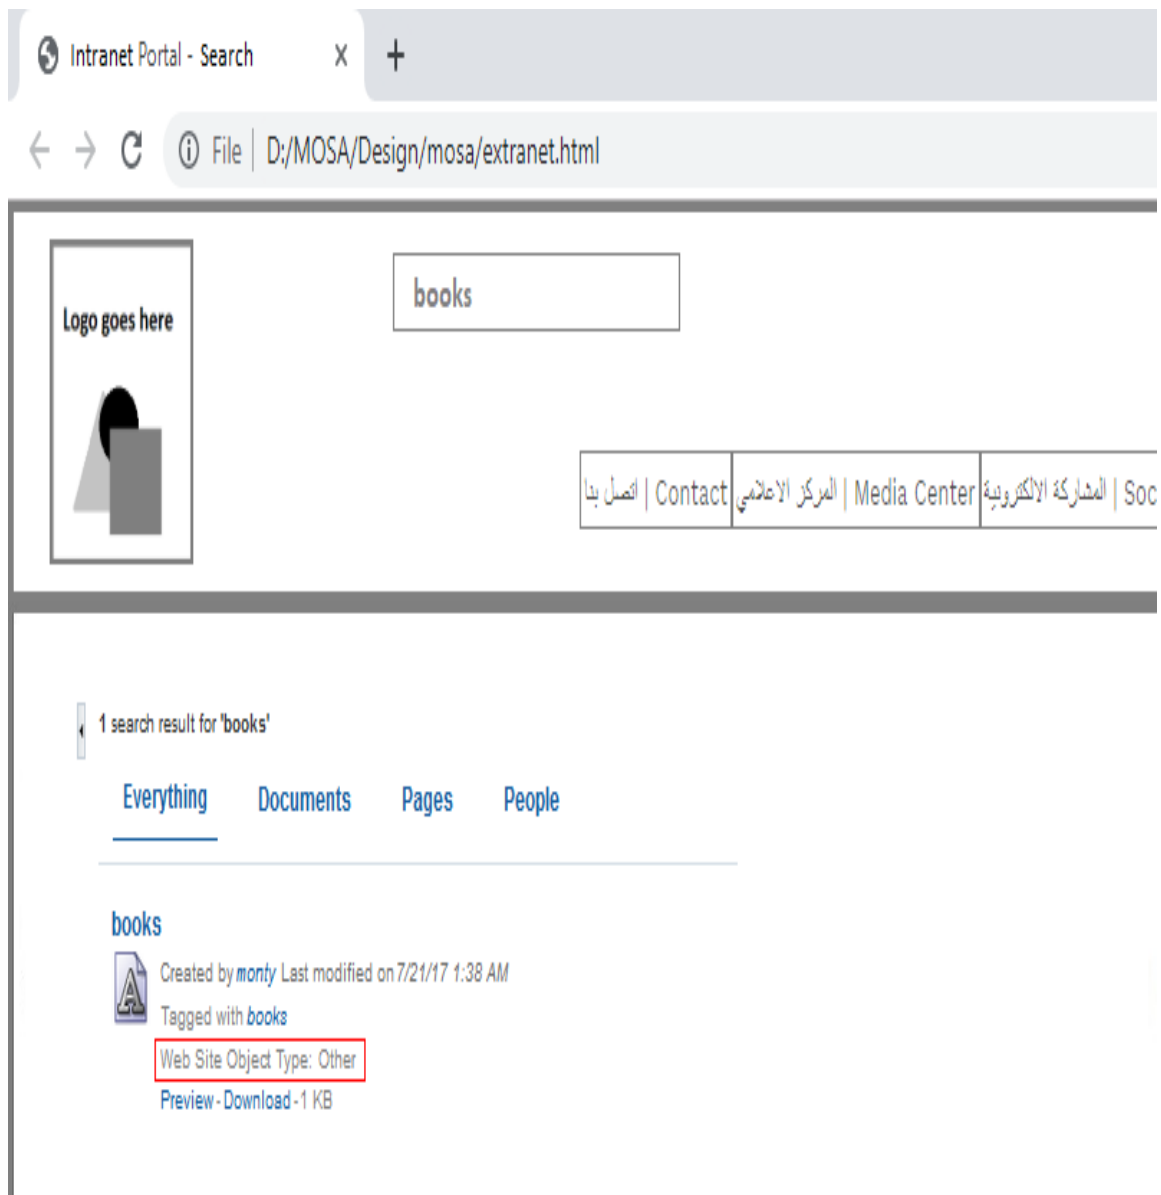 Intranet Portal - Search
File D:/MOSA/Design/mosa/extranet.html
books
Logo goes here
Contact | اتصل بنا
Media Center | المركز الاعلامي
Soc | المشاركة الالكترونية
1 search result for 'books'
Everything Documents Pages People
books
Created by monty Last modified on 7/21/17 1:38 AM
Tagged with books
Web Site Object Type: Other
Preview - Download - 1 KB